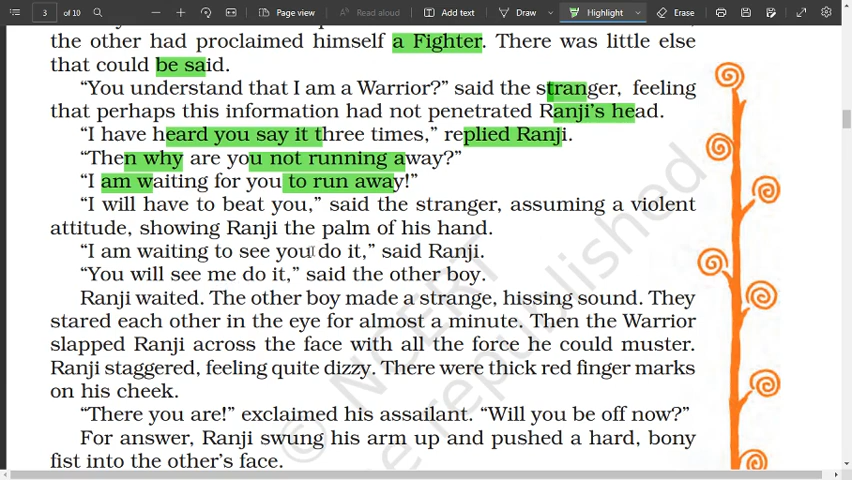 3 of 10
Page view
Read aloud
Add text
Draw
Highlight
Erase
the other had proclaimed himself a Fighter. There was little else
that could be said.
“You understand that I am a Warrior?” said the stranger, feeling
that perhaps this information had not penetrated Ranji’s head.
“I have heard you say it three times,” replied Ranji.
“Then why are you not running away?”
“I am waiting for you to run away!”
“I will have to beat you,” said the stranger, assuming a violent
attitude, showing Ranji the palm of his hand.
“I am waiting to see you do it,” said Ranji.
“You will see me do it,” said the other boy.
Ranji waited. The other boy made a strange, hissing sound. They
stared each other in the eye for almost a minute. Then the Warrior
slapped Ranji across the face with all the force he could muster.
Ranji staggered, feeling quite dizzy. There were thick red finger marks
on his cheek.
“There you are!” exclaimed his assailant. “Will you be off now?”
For answer, Ranji swung his arm up and pushed a hard, bony
fist into the other’s face.
© NCERT
republished